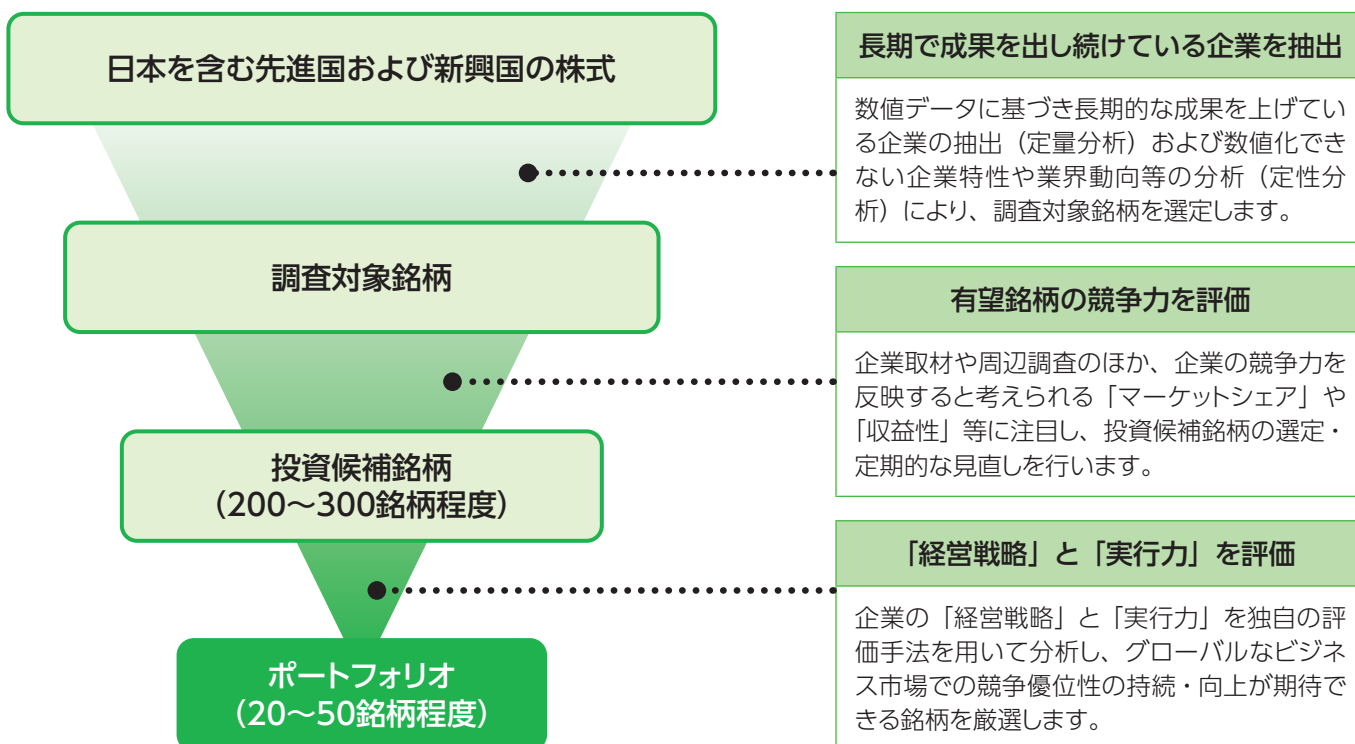 日本を含む先進国および新興国の株式
長期で成果を出し続けている企業を抽出
数値データに基づき長期的な成果を上げてい
る企業の抽出（定量分析）および数値化でき
ない企業特性や業界動向等の分析（定性分
析）により、調査対象銘柄を選定します。
調査対象銘柄
有望銘柄の競争力を評価
企業取材や周辺調査のほか、企業の競争力を
反映すると考えられる「マーケットシェア」や
「収益性」等に注目し、投資候補銘柄の選定・
定期的な見直しを行います。
投資候補銘柄
（200～300銘柄程度）
「経営戦略」と「実行力」を評価
企業の「経営戦略」と「実行力」を独自の評
価手法を用いて分析し、グローバルなビジネ
ス市場での競争優位性の持続・向上が期待で
きる銘柄を厳選します。
ポートフォリオ
（20～50銘柄程度）